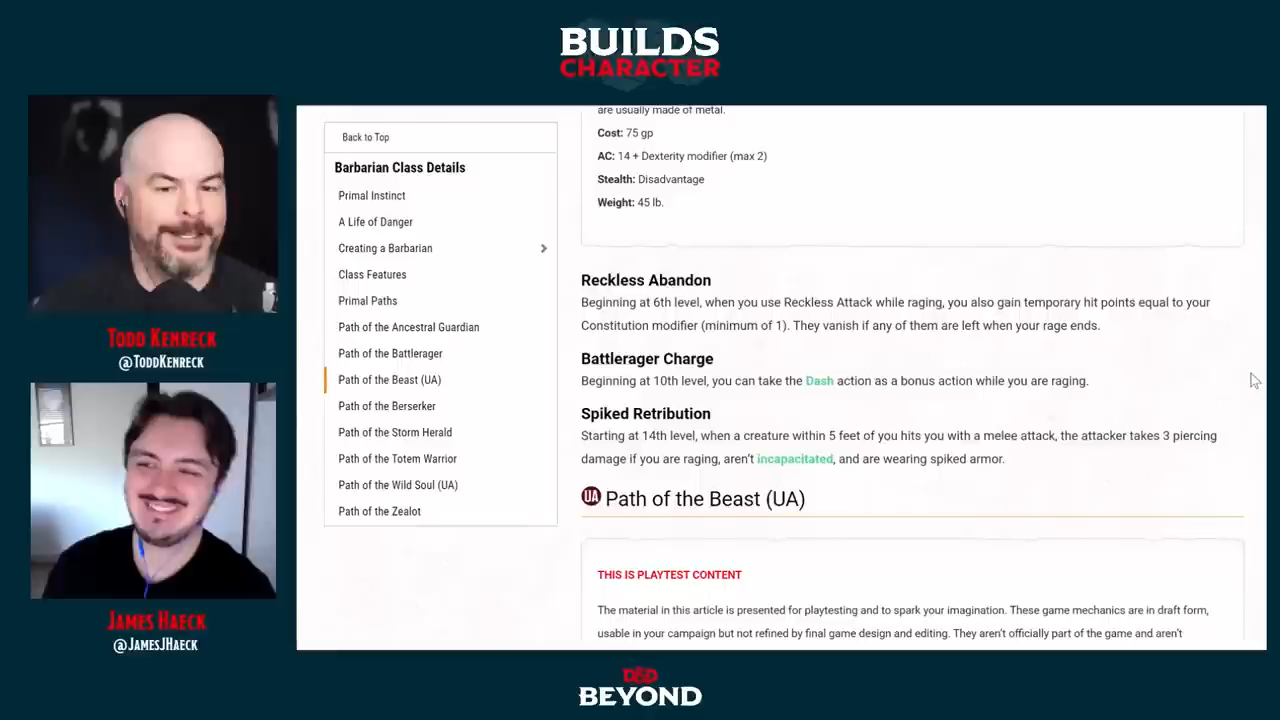 BUILDS
CHARACTER
Todd Kenreck
@ToddKenreck
James Haeck
@JamesJHaeck
Back to Top
Barbarian Class Details
Primal Instinct
A Life of Danger
Creating a Barbarian
Class Features
Primal Paths
Path of the Ancestral Guardian
Path of the Battlerager
Path of the Beast (UA)
Path of the Berserker
Path of the Storm Herald
Path of the Totem Warrior
Path of the Wild Soul (UA)
Path of the Zealot
are usually made of metal.
Cost: 75 gp
AC: 14 + Dexterity modifier (max 2)
Stealth: Disadvantage
Weight: 45 lb.
Reckless Abandon
Beginning at 6th level, when you use Reckless Attack while raging, you also gain temporary hit points equal to your
Constitution modifier (minimum of 1). They vanish if any of them are left when your rage ends.
Battlerager Charge
Beginning at 10th level, you can take the Dash action as a bonus action while you are raging.
Spiked Retribution
Starting at 14th level, when a creature within 5 feet of you hits you with a melee attack, the attacker takes 3 piercing
damage if you are raging, aren't incapacitated, and are wearing spiked armor.
UA Path of the Beast (UA)
THIS IS PLAYTEST CONTENT
The material in this article is presented for playtesting and to spark your imagination. These game mechanics are in draft form,
usable in your campaign but not refined by final game design and editing. They aren't officially part of the game and aren't
D&D
BEYOND